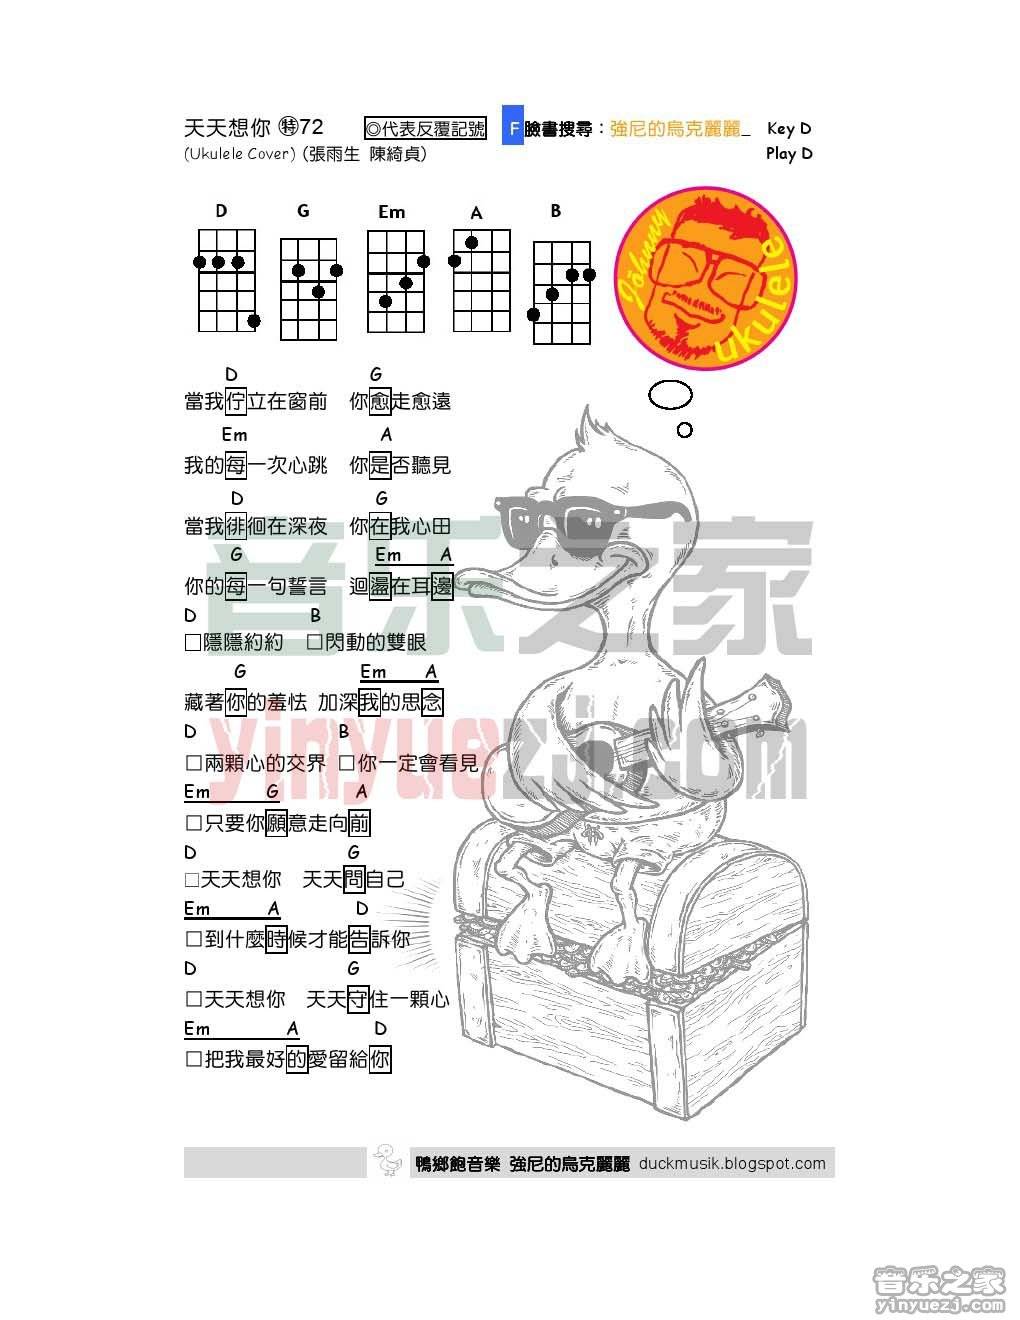 天天想你 ㊕72
◎代表反覆記號
F 臉書搜尋：強尼的烏克麗麗_
Key D
(Ukulele Cover) (張雨生 陳綺貞)
Play D
D G Em A B
Johnny ukulele
D G
當我佇立在窗前 你愈走愈遠
Em A
我的每一次心跳 你是否聽見
D G
當我徘徊在深夜 你在我心田
G Em A
你的每一句誓言 迴盪在耳邊
D B
□隱隱約約 □閃動的雙眼
G Em A
藏著你的羞怯 加深我的思念
D B
□兩顆心的交界 □你一定會看見
Em G A
□只要你願意走向前
D G
□天天想你 天天問自己
Em A D
□到什麼時候才能告訴你
D G
□天天想你 天天守住一顆心
Em A D
□把我最好的愛留給你
音乐之家
yinyuezj.com
鴨鄉飽音樂 強尼的烏克麗麗 duckmusik.blogspot.com
音乐之家
yinyuezj.com